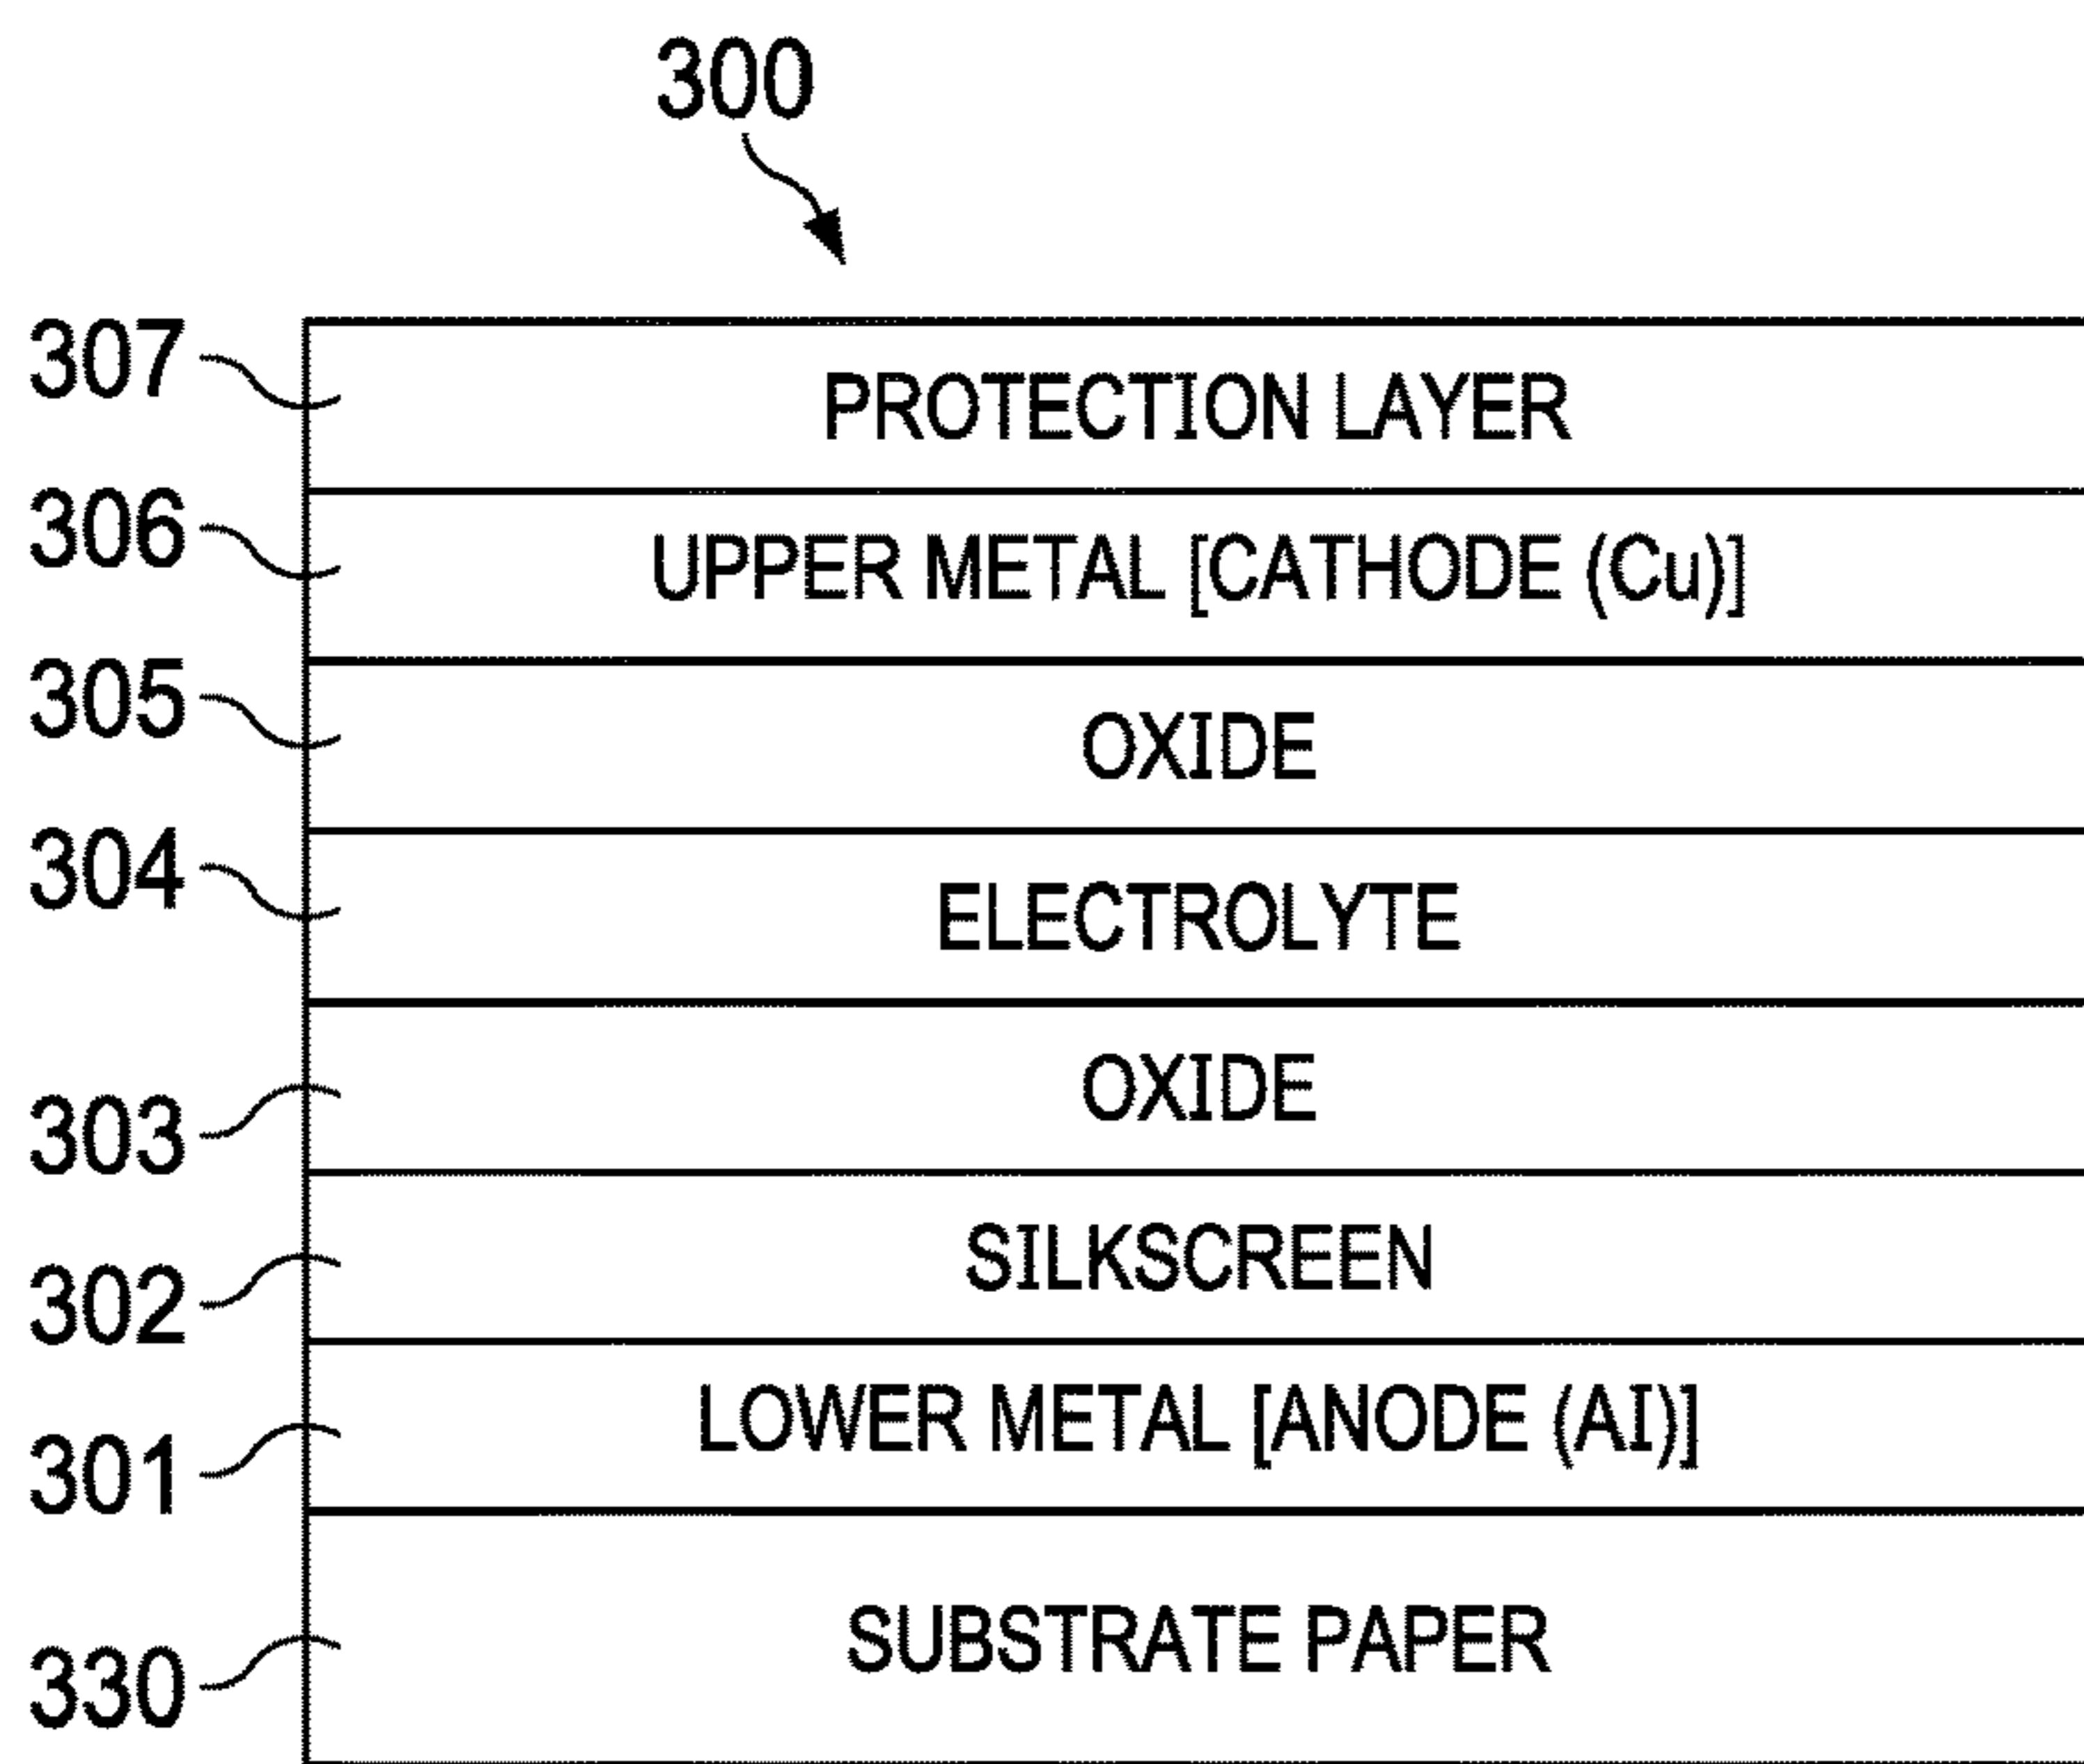 300
307 PROTECTION LAYER
306 UPPER METAL [CATHODE (Cu)]
305 OXIDE
304 ELECTROLYTE
303 OXIDE
302 SILKSCREEN
301 LOWER METAL [ANODE (Al)]
330 SUBSTRATE PAPER